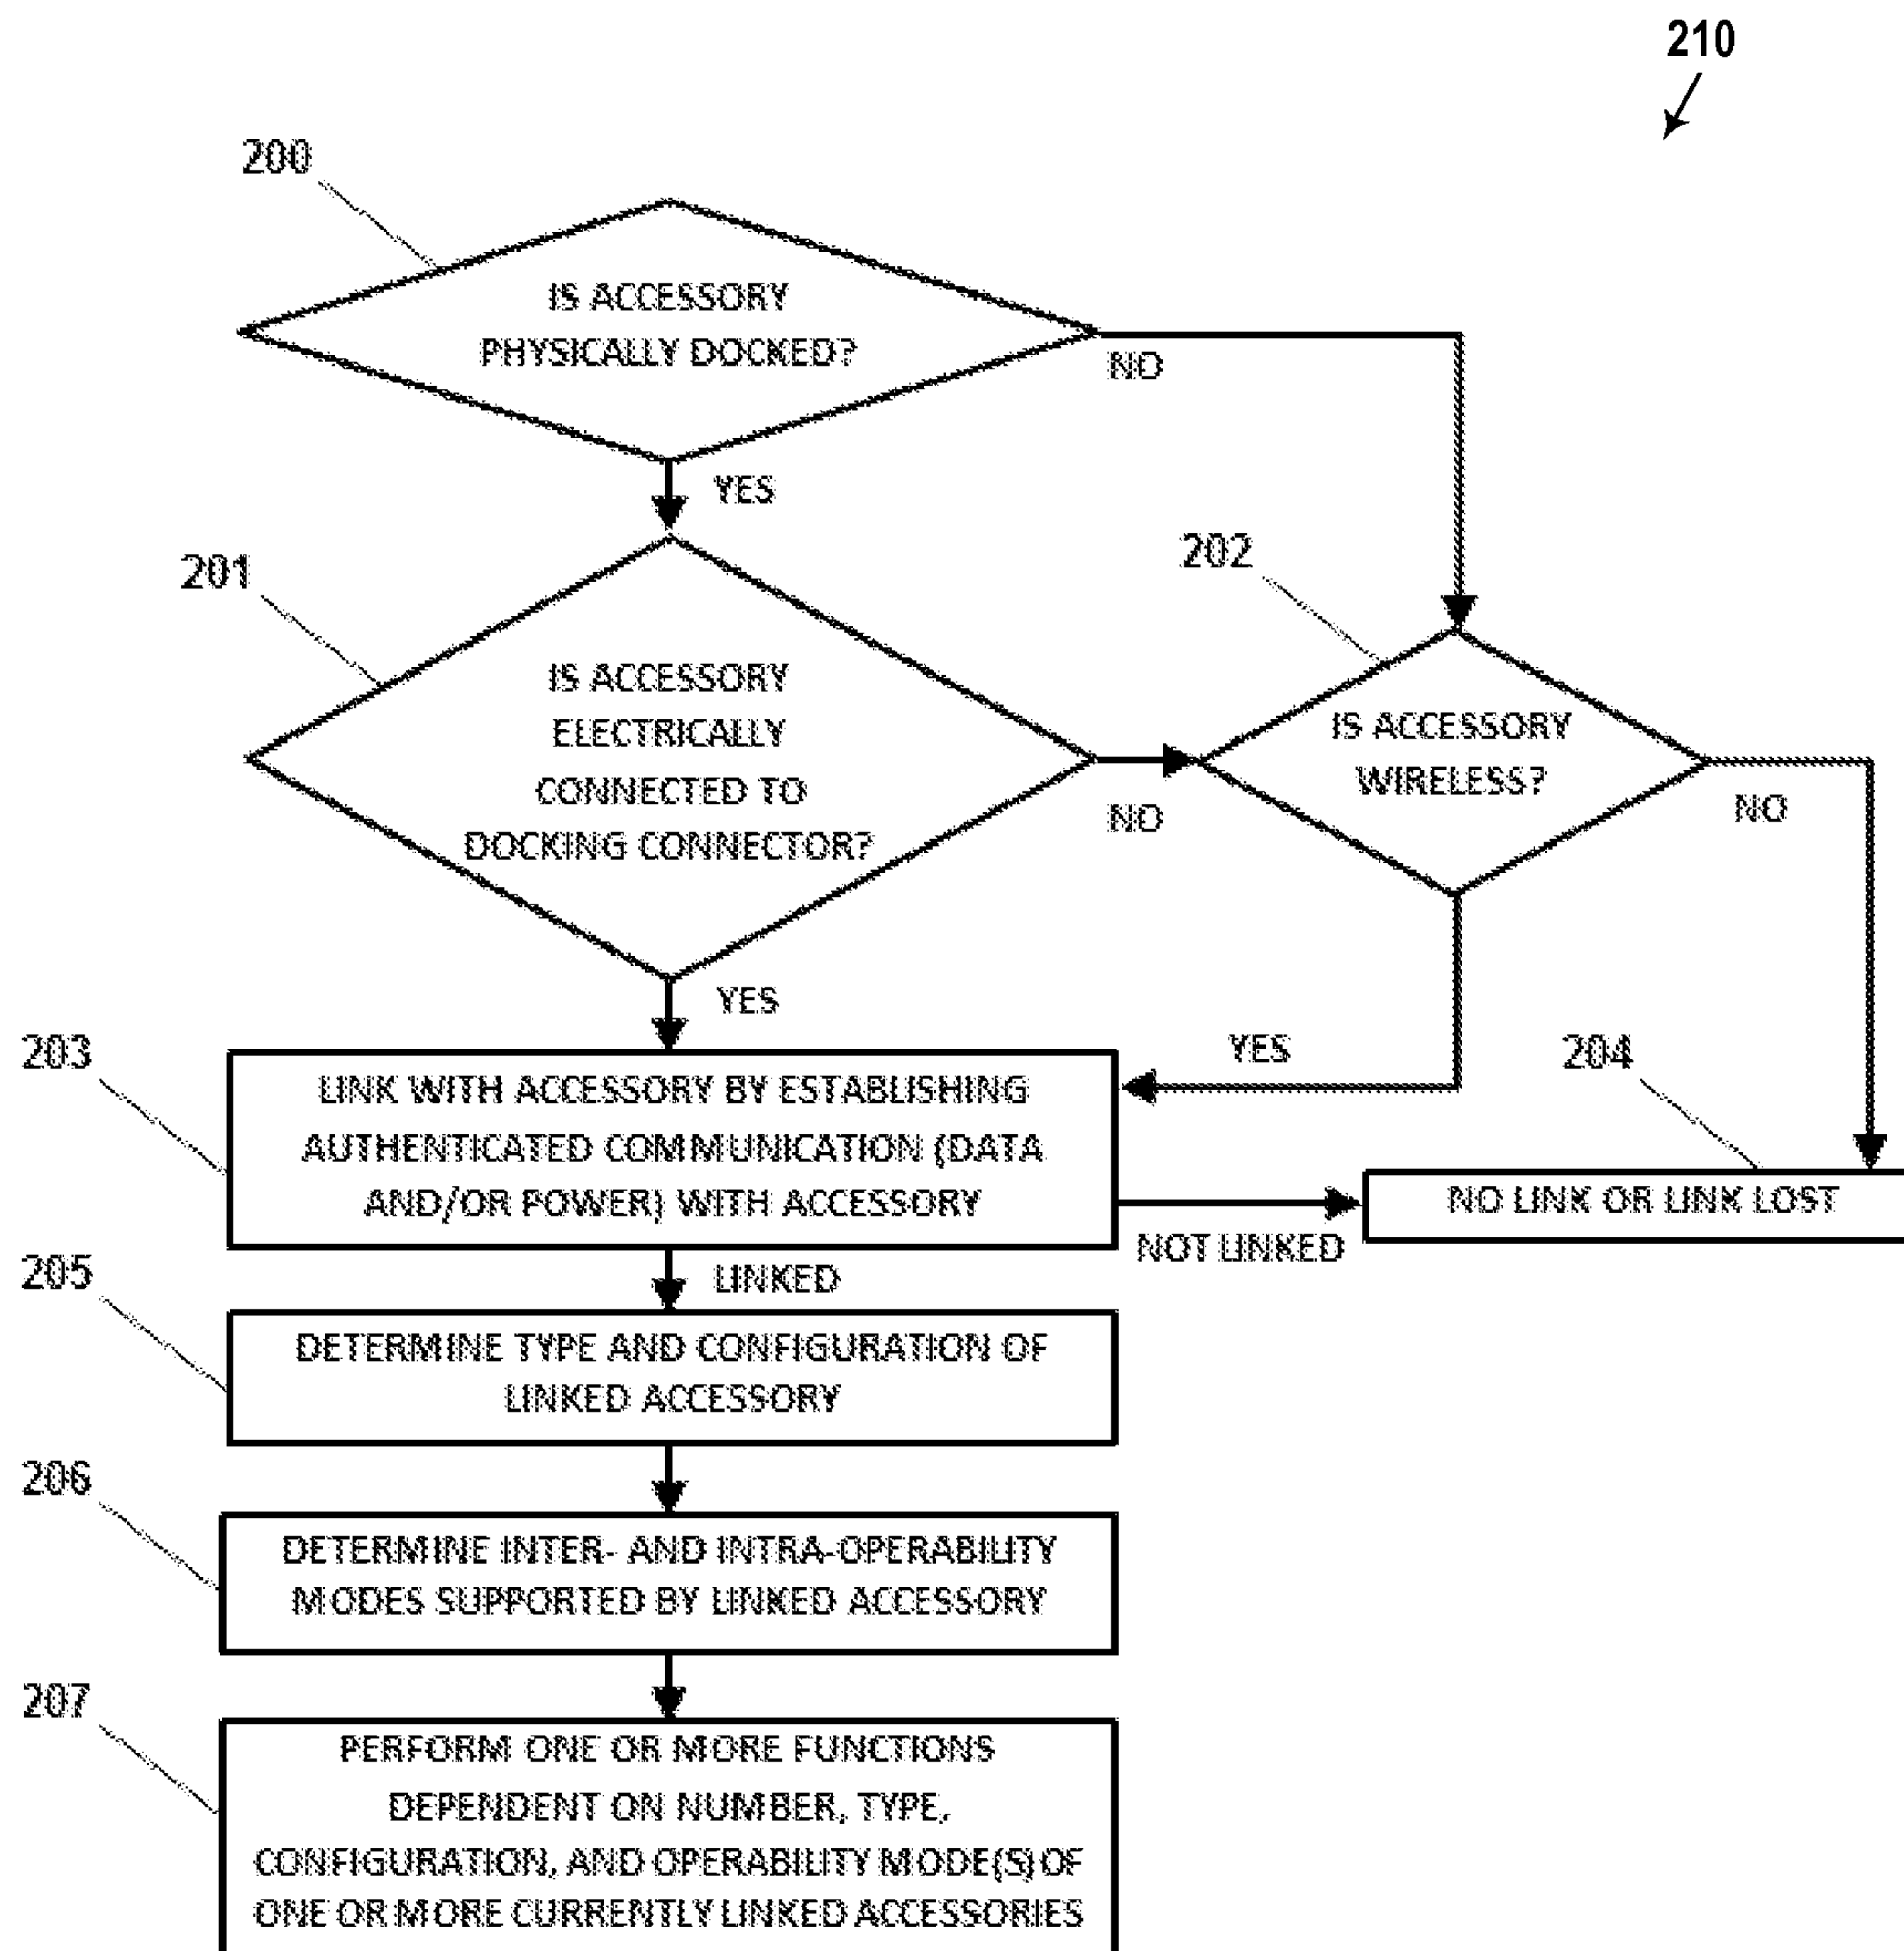 210
200
IS ACCESSORY
PHYSICALLY DOCKED?
NO
YES
201
202
IS ACCESSORY
ELECTRICALLY
CONNECTED TO
DOCKING CONNECTOR?
IS ACCESSORY
WIRELESS?
NO
NO
YES
YES
203
204
LINK WITH ACCESSORY BY ESTABLISHING
AUTHENTICATED COMMUNICATION (DATA
AND/OR POWER) WITH ACCESSORY
NO LINK OR LINK LOST
NOT LINKED
LINKED
205
DETERMINE TYPE AND CONFIGURATION OF
LINKED ACCESSORY
206
DETERMINE INTER- AND INTRA-OPERABILITY
MODES SUPPORTED BY LINKED ACCESSORY
207
PERFORM ONE OR MORE FUNCTIONS
DEPENDENT ON NUMBER, TYPE,
CONFIGURATION, AND OPERABILITY MODE(S) OF
ONE OR MORE CURRENTLY LINKED ACCESSORIES